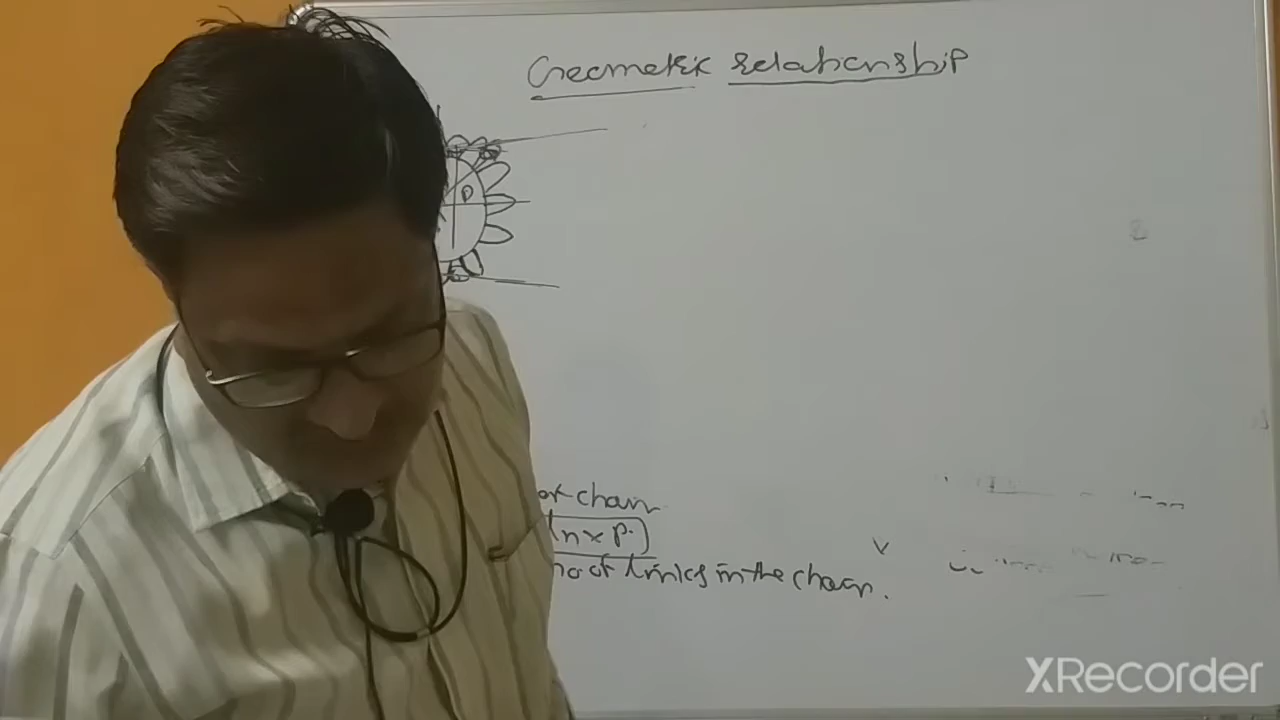 Geometric relationship
P
of chain
(n x P.)
no of links in the chain.
XRecorder